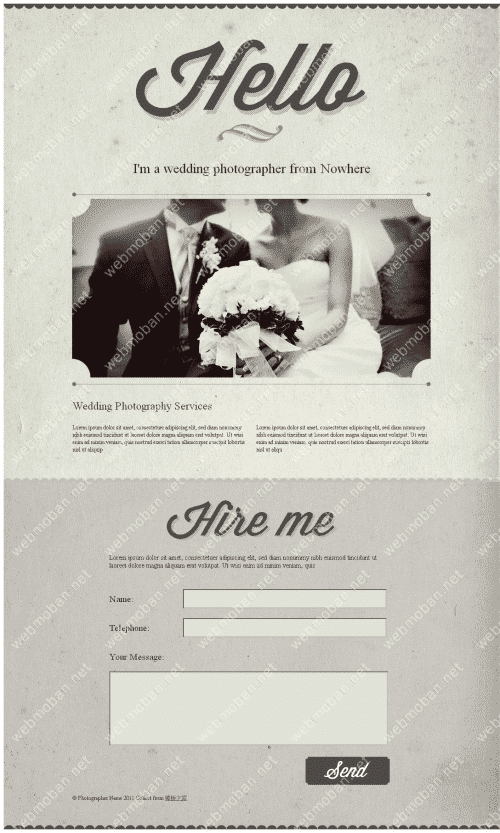 Hello
I'm a wedding photographer from Nowhere
Wedding Photography Services
Lorem ipsum dolor sit amet, consectetuer adipiscing elit, sed diam nonummy
nibh euismod tincidunt ut laoreet dolore magna aliquam erat volutpat. Ut wisi
enim ad minim veniam, quis nostrud exerci tation ullamcorper suscipit lobortis
nisl ut aliquip
Lorem ipsum dolor sit amet, consectetuer adipiscing elit, sed diam nonummy
nibh euismod tincidunt ut laoreet dolore magna aliquam erat volutpat. Ut wisi
enim ad minim veniam, quis nostrud exerci tation ullamcorper suscipit lobortis
nisl ut aliqu
Hire me
Lorem ipsum dolor sit amet, consectetuer adipiscing elit, sed diam nonummy nibh euismod tincidunt ut
laoreet dolore magna aliquam erat volutpat. Ut wisi enim ad minim veniam, quis
Name:
Telephone:
Your Message:
Send
© Photographer Name 2011 from 模板之家
webmoban.net